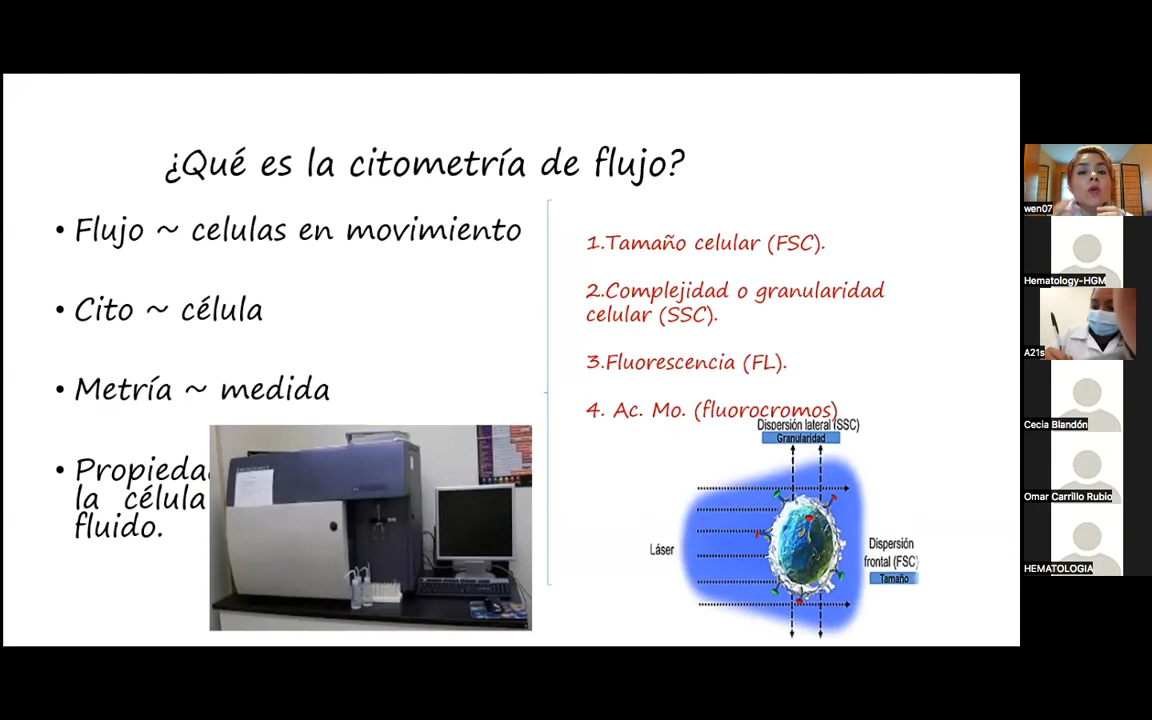 ¿Qué es la citometría de flujo?
• Flujo ~ celulas en movimiento
• Cito ~ célula
• Metría ~ medida
• Propieda
la célula
fluido.
1.Tamaño celular (FSC).
2.Complejidad o granularidad
celular (SSC).
3.Fluorescencia (FL).
4. Ac. Mo. (fluorocromos)
Dispersión lateral (SSC)
Granularidad
Láser
Dispersión
frontal (FSC)
Tamaño
wen07
Hematology-HGM
A21s
Cecia Blandón
Omar Carrillo Rubio
HEMATOLOGIA